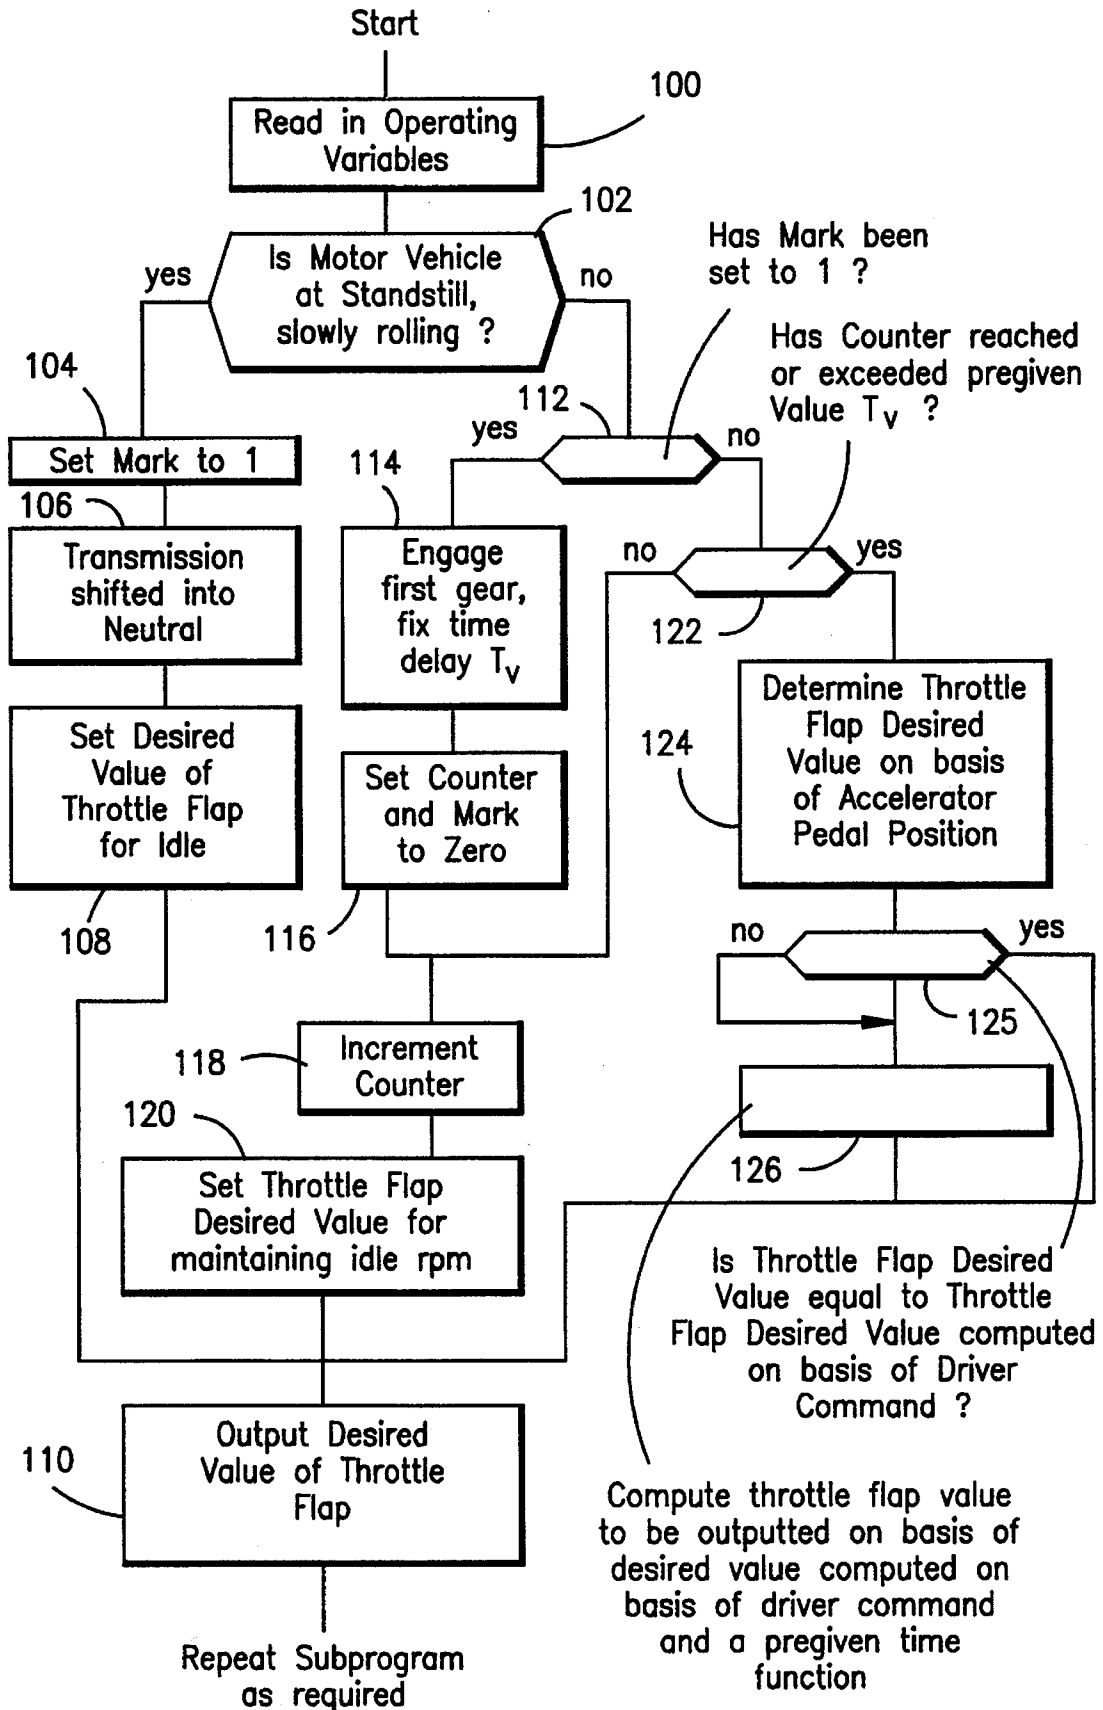 Start
100
Read in Operating
Variables
102
Is Motor Vehicle
at Standstill,
slowly rolling ?
yes
no
Has Mark been
set to 1 ?
Has Counter reached
or exceeded pregiven
Value Tv ?
104
Set Mark to 1
112
yes
no
106
Transmission
shifted into
Neutral
114
Engage
first gear,
fix time
delay Tv
no
yes
122
Set Desired
Value of
Throttle Flap
for Idle
108
Set Counter
and Mark
to Zero
116
124
Determine Throttle
Flap Desired
Value on basis
of Accelerator
Pedal Position
no
yes
125
118
Increment
Counter
120
Set Throttle Flap
Desired Value for
maintaining idle rpm
126
Is Throttle Flap Desired
Value equal to Throttle
Flap Desired Value computed
on basis of Driver
Command ?
110
Output Desired
Value of Throttle
Flap
Compute throttle flap value
to be outputted on basis of
desired value computed on
basis of driver command
and a pregiven time
function
Repeat Subprogram
as required